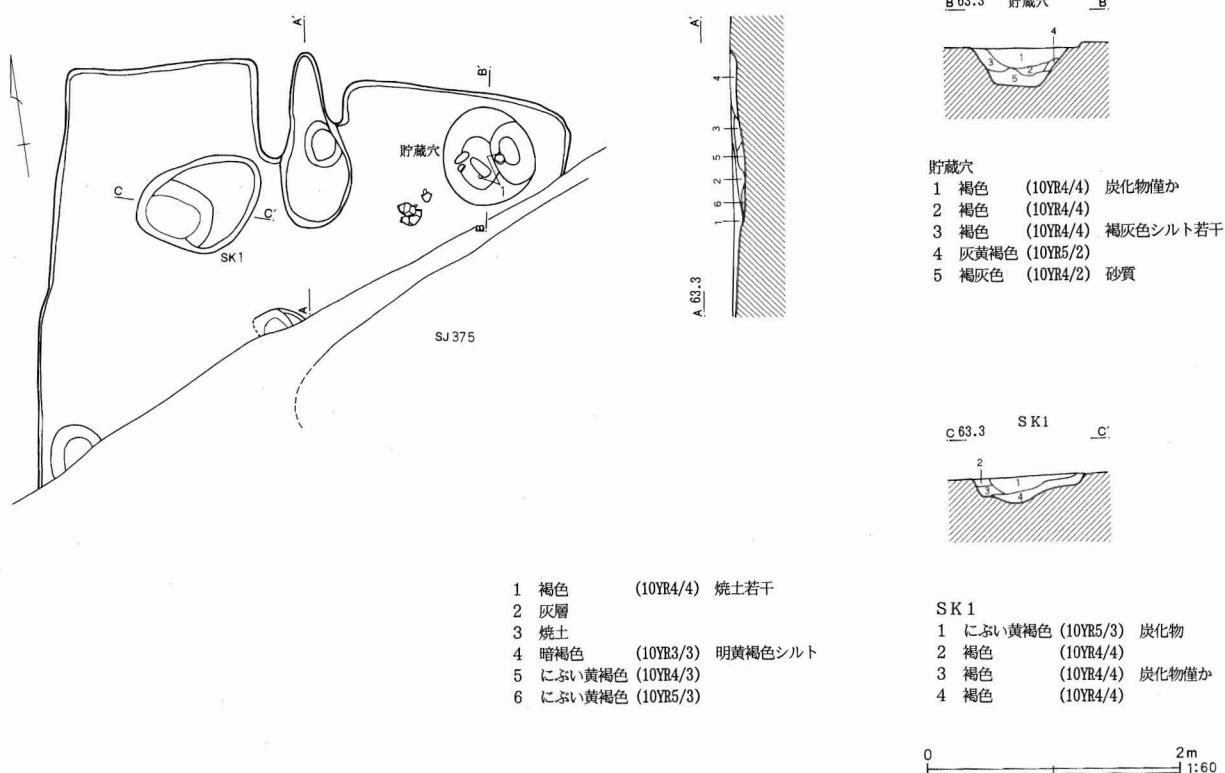 A'
B'
貯蔵穴
1
B
C
C'
SK1
A
SJ375
A'
4
3
5
2
6
1
A 63.3
B 63.3 貯蔵穴 B'
4
1
3
2
5
貯蔵穴
1 褐色 (10YR4/4) 炭化物僅か
2 褐色 (10YR4/4)
3 褐色 (10YR4/4) 褐灰色シルト若干
4 灰黄褐色 (10YR5/2)
5 褐灰色 (10YR4/2) 砂質
SK1
C 63.3 C'
2
1
3
4
1 褐色 (10YR4/4) 焼土若干
2 灰層
3 焼土
4 暗褐色 (10YR3/3) 明黄褐色シルト
5 にぶい黄褐色 (10YR4/3)
6 にぶい黄褐色 (10YR5/3)
SK1
1 にぶい黄褐色 (10YR5/3) 炭化物
2 褐色 (10YR4/4)
3 褐色 (10YR4/4) 炭化物僅か
4 褐色 (10YR4/4)
0 2m
1:60